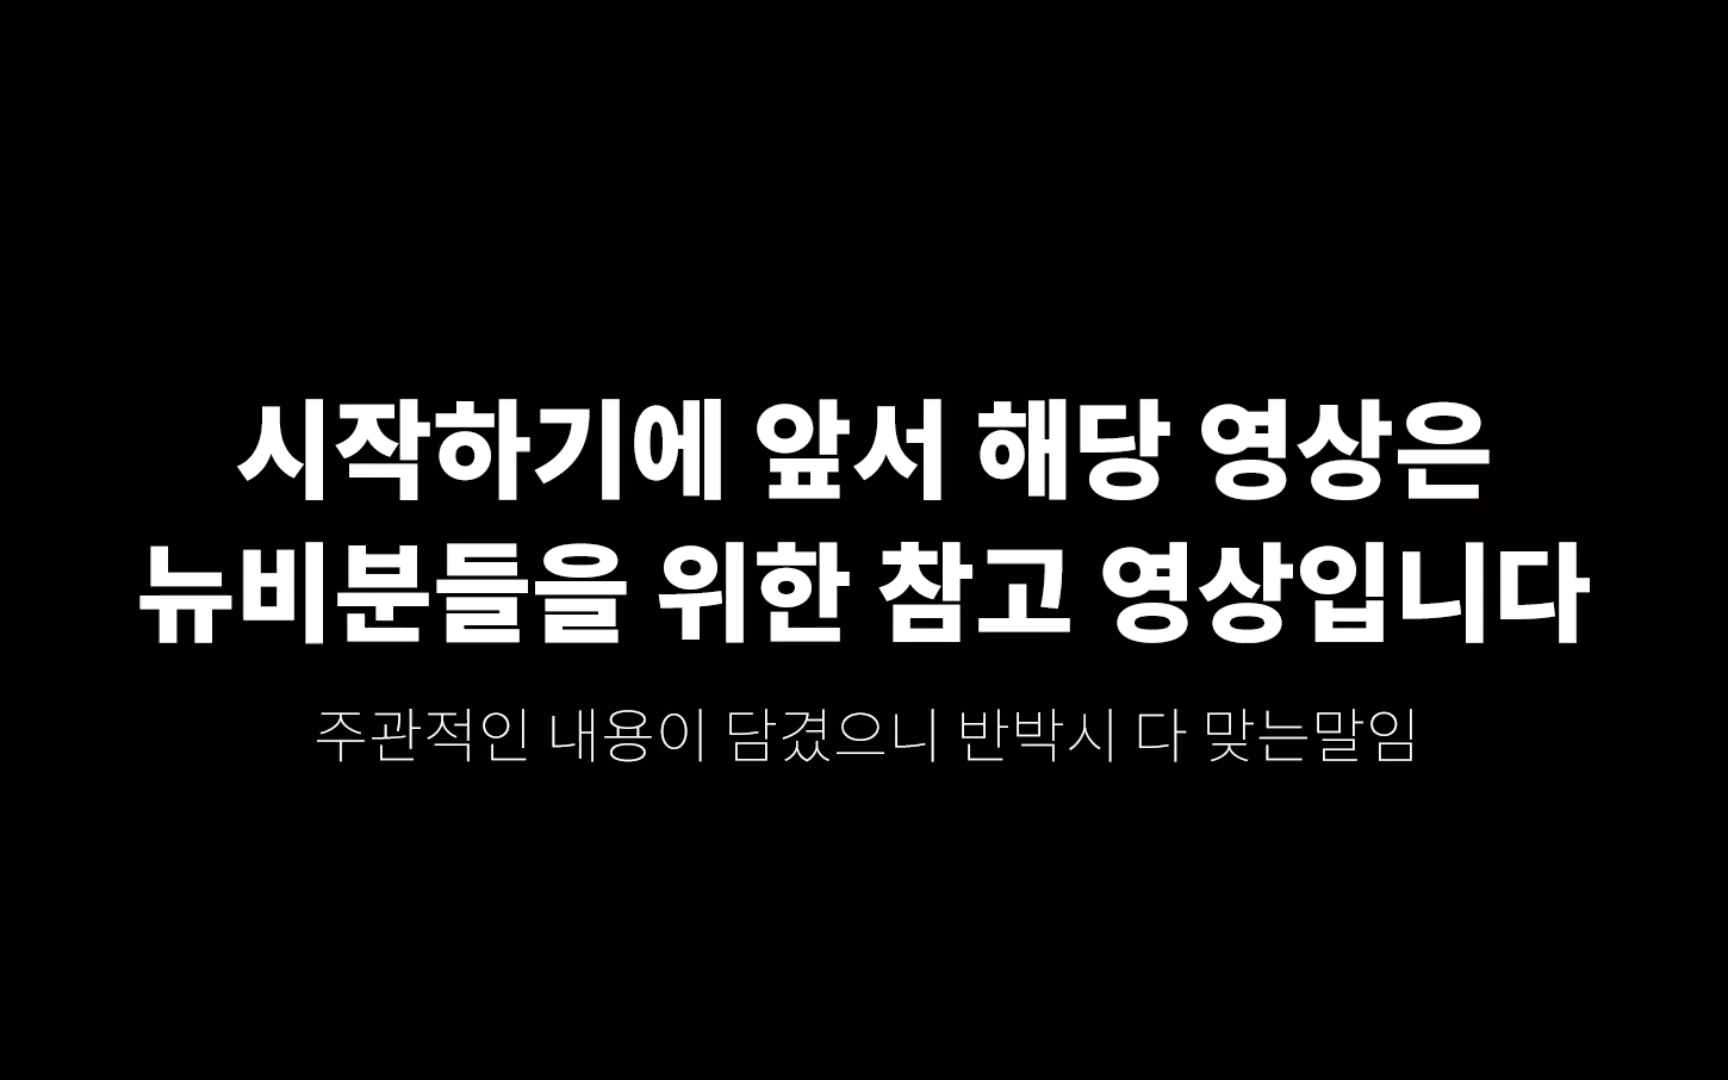 시작하기에 앞서 해당 영상은
뉴비분들을 위한 참고 영상입니다
주관적인 내용이 담겼으니 반박시 다 맞는말임